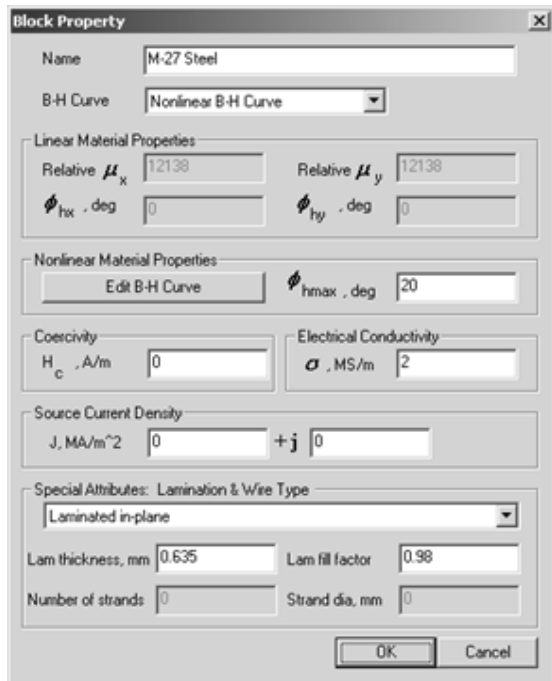 Block Property
Name M-27 Steel
B-H Curve Nonlinear B-H Curve
Linear Material Properties
Relative μx 12138 Relative μy 12138
ϕhx , deg 0 ϕhy , deg 0
Nonlinear Material Properties
Edit B-H Curve ϕhmax , deg 20
Coercivity Electrical Conductivity
Hc , A/m 0 σ , MS/m 2
Source Current Density
J, MA/m^2 0 +j 0
Special Attributes: Lamination & Wire Type
Laminated in-plane
Lam thickness, mm 0.635 Lam fill factor 0.98
Number of strands 0 Strand dia, mm 0
OK Cancel